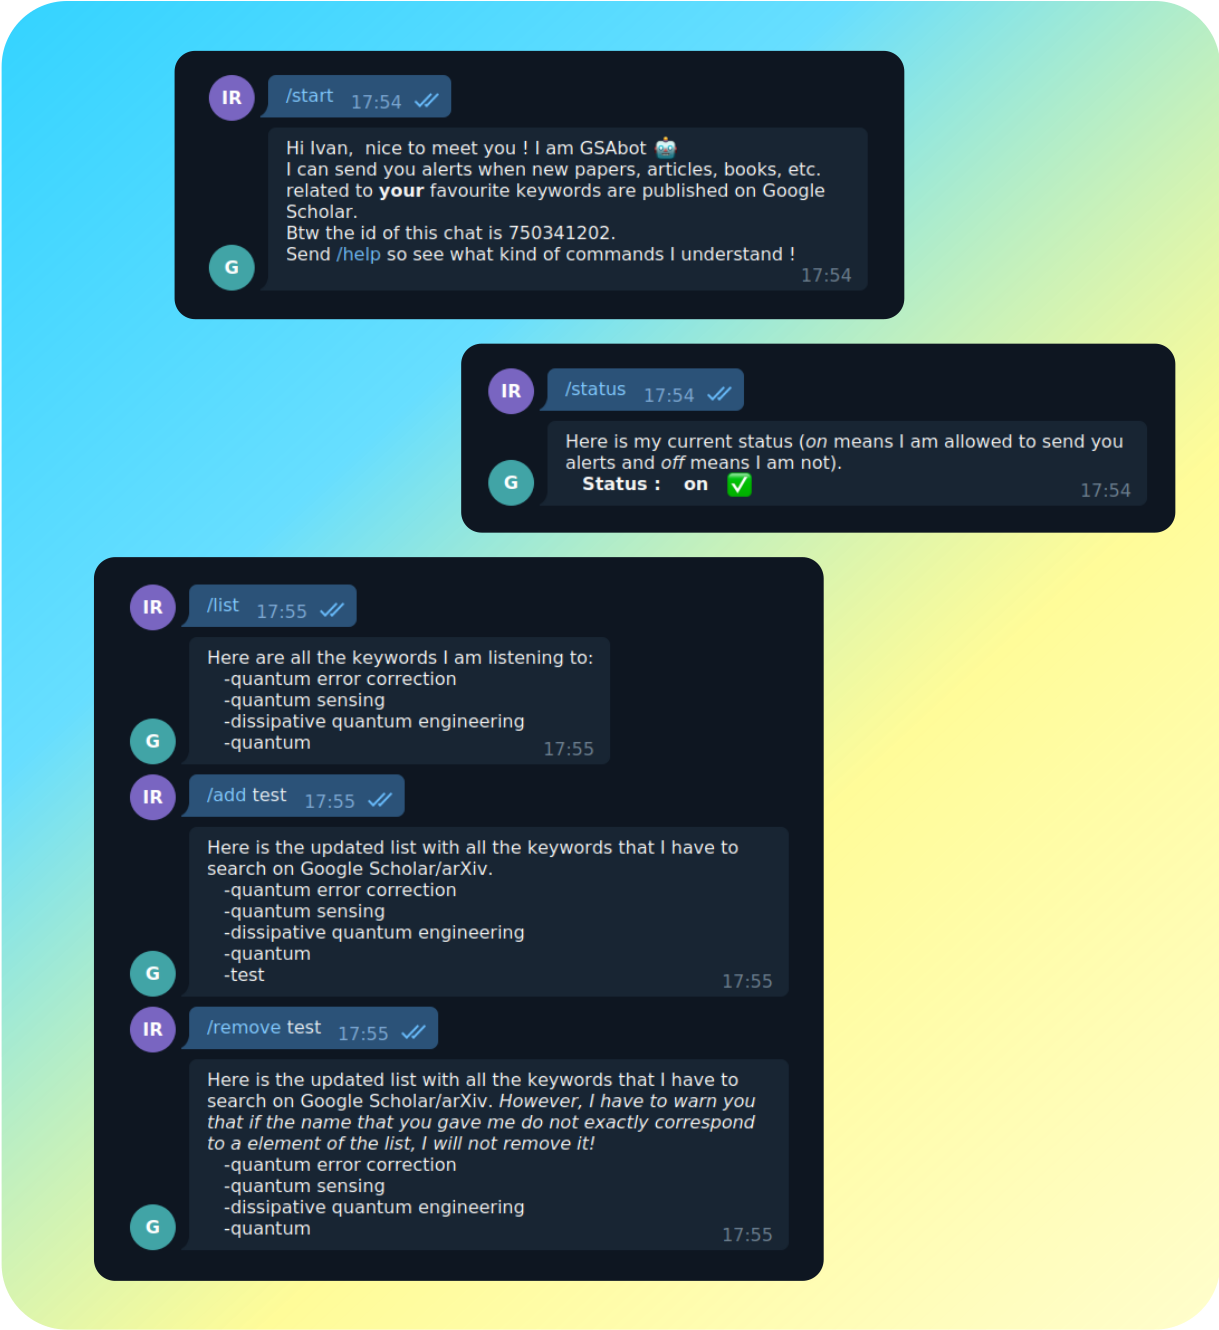 IR
/start 17:54
Hi Ivan,  nice to meet you ! I am GSAbot 🤖
I can send you alerts when new papers, articles, books, etc.
related to your favourite keywords are published on Google
Scholar.
Btw the id of this chat is 750341202.
Send /help so see what kind of commands I understand !
17:54
G
IR
/status 17:54
Here is my current status (on means I am allowed to send you
alerts and off means I am not).
Status :  on ✅
17:54
G
IR
/list 17:55
Here are all the keywords I am listening to:
-quantum error correction
-quantum sensing
-dissipative quantum engineering
-quantum
17:55
G
IR
/add test 17:55
Here is the updated list with all the keywords that I have to
search on Google Scholar/arXiv.
-quantum error correction
-quantum sensing
-dissipative quantum engineering
-quantum
-test
17:55
G
IR
/remove test 17:55
Here is the updated list with all the keywords that I have to
search on Google Scholar/arXiv. However, I have to warn you
that if the name that you gave me do not exactly correspond
to a element of the list, I will not remove it!
-quantum error correction
-quantum sensing
-dissipative quantum engineering
-quantum
17:55
G